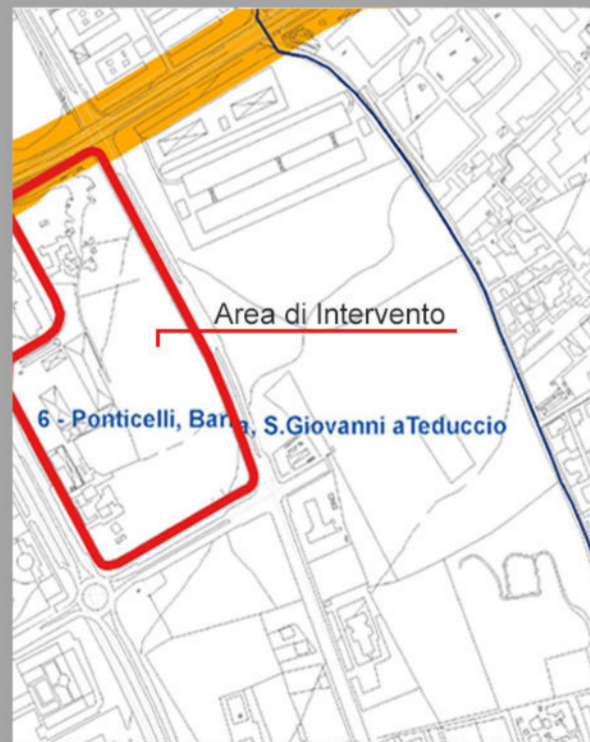 Area di Intervento
6 - Ponticelli, Barra, S.Giovanni aTeduccio